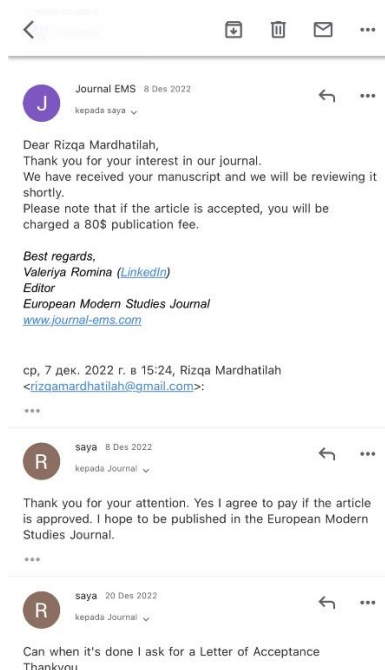 J
Journal EMS 8 Des 2022
kepada saya
Dear Rizqa Mardhatilah,
Thank you for your interest in our journal.
We have received your manuscript and we will be reviewing it
shortly.
Please note that if the article is accepted, you will be
charged a 80$ publication fee.
Best regards,
Valeriya Romina (LinkedIn)
Editor
European Modern Studies Journal
www.journal-ems.com
ср, 7 дек. 2022 г. в 15:24, Rizqa Mardhatilah
<rizqamardhatilah@gmail.com>:
R
saya 8 Des 2022
kepada Journal
Thank you for your attention. Yes I agree to pay if the article
is approved. I hope to be published in the European Modern
Studies Journal.
R
saya 20 Des 2022
kepada Journal
Can when it's done I ask for a Letter of Acceptance
Thankyou